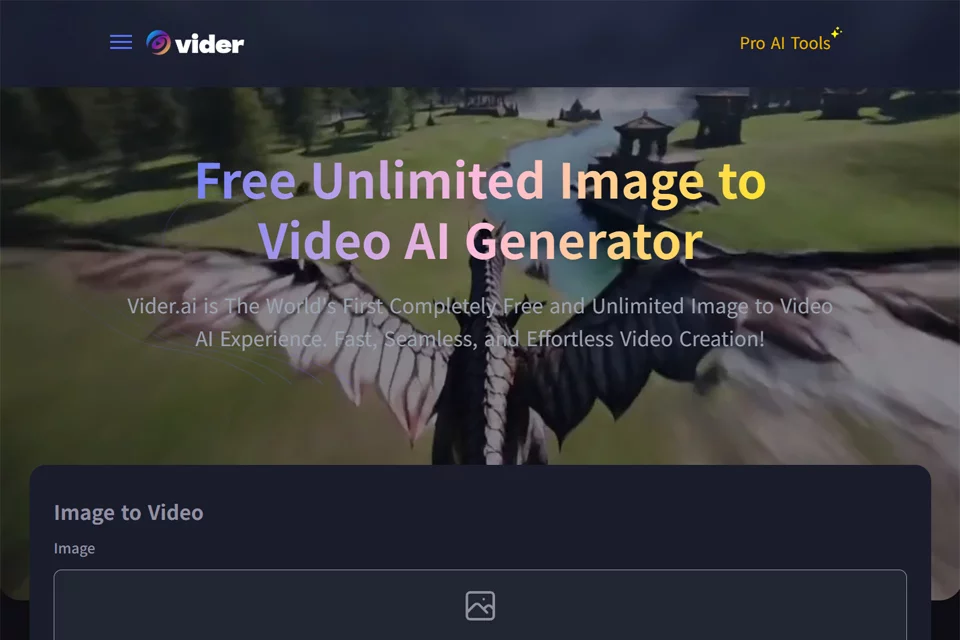 vider
Pro AI Tools
Free Unlimited Image to
Video AI Generator
Vider.ai is The World's First Completely Free and Unlimited Image to Video
AI Experience. Fast, Seamless, and Effortless Video Creation!
Image to Video
Image